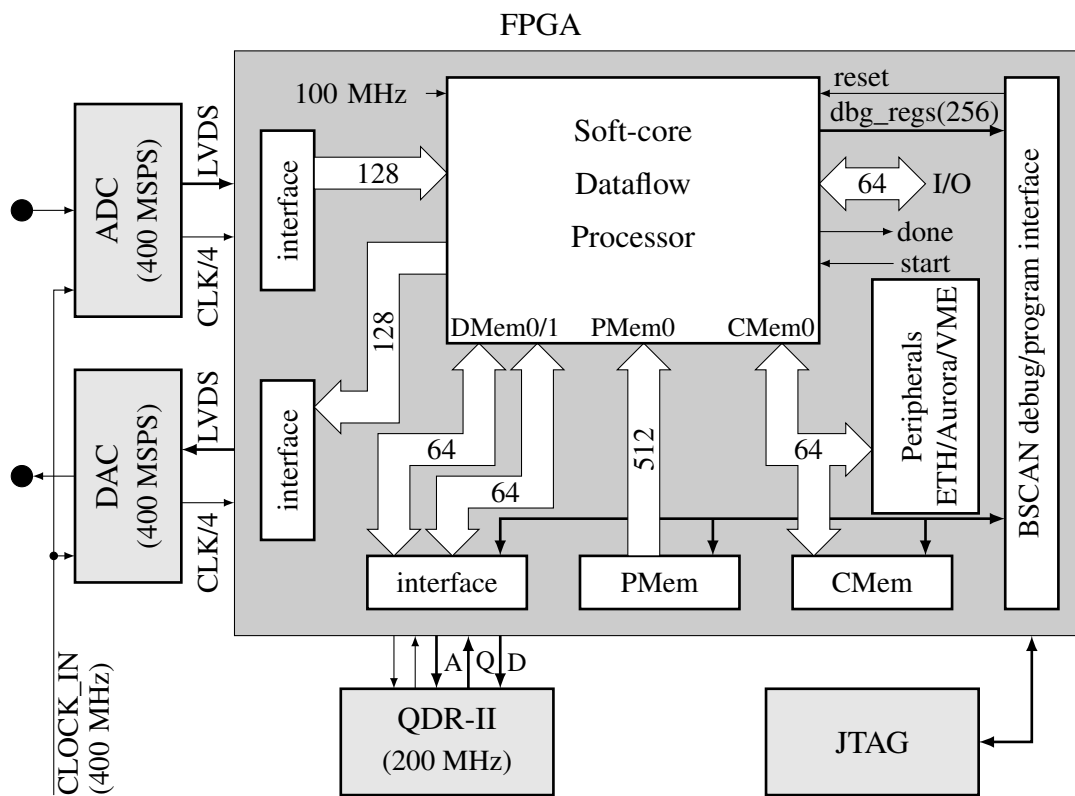 FPGA
100 MHz
Soft-core
Dataflow
Processor
reset
dbg_regs(256)
64
I/O
done
start
DMem0/1
PMem0
CMem0
ADC
(400 MSPS)
LVDS
CLK/4
interface
128
128
DAC
(400 MSPS)
LVDS
CLK/4
interface
64
64
512
64
Peripherals
ETH/Aurora/VME
BSCAN debug/program interface
interface
PMem
CMem
A
Q
D
CLOCK_IN
(400 MHz)
QDR-II
(200 MHz)
JTAG